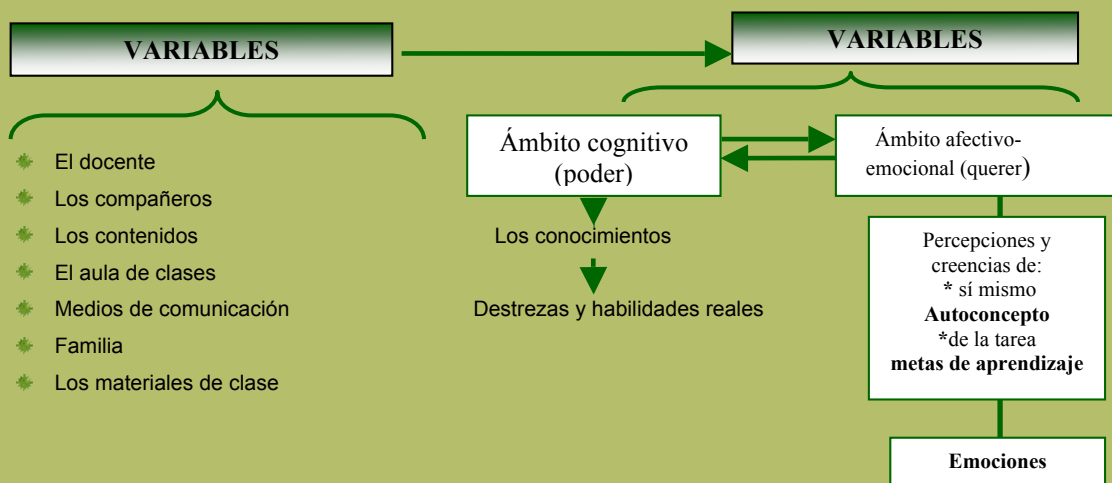 VARIABLES
El docente
Los compañeros
Los contenidos
El aula de clases
Medios de comunicación
Familia
Los materiales de clase
VARIABLES
Ámbito cognitivo
(poder)
Los conocimientos
Destrezas y habilidades reales
Ámbito afectivo-
emocional (querer)
Percepciones y
creencias de:
* sí mismo
Autoconcepto
*de la tarea
metas de aprendizaje
Emociones